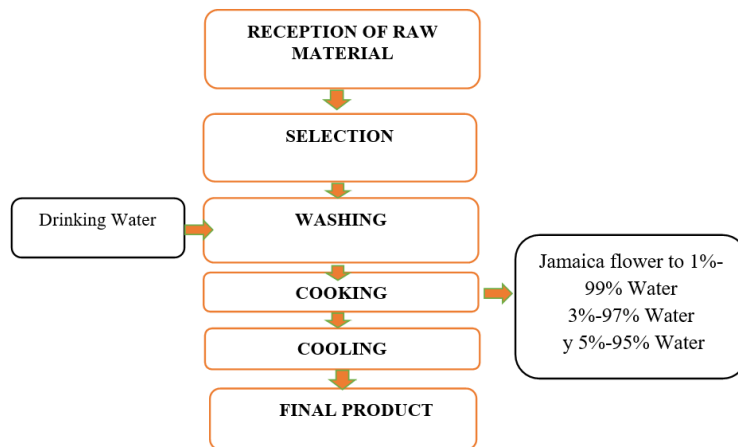 RECEPTION OF RAW
MATERIAL
SELECTION
Drinking Water
WASHING
COOKING
Jamaica flower to 1%-
99% Water
3%-97% Water
y 5%-95% Water
COOLING
FINAL PRODUCT